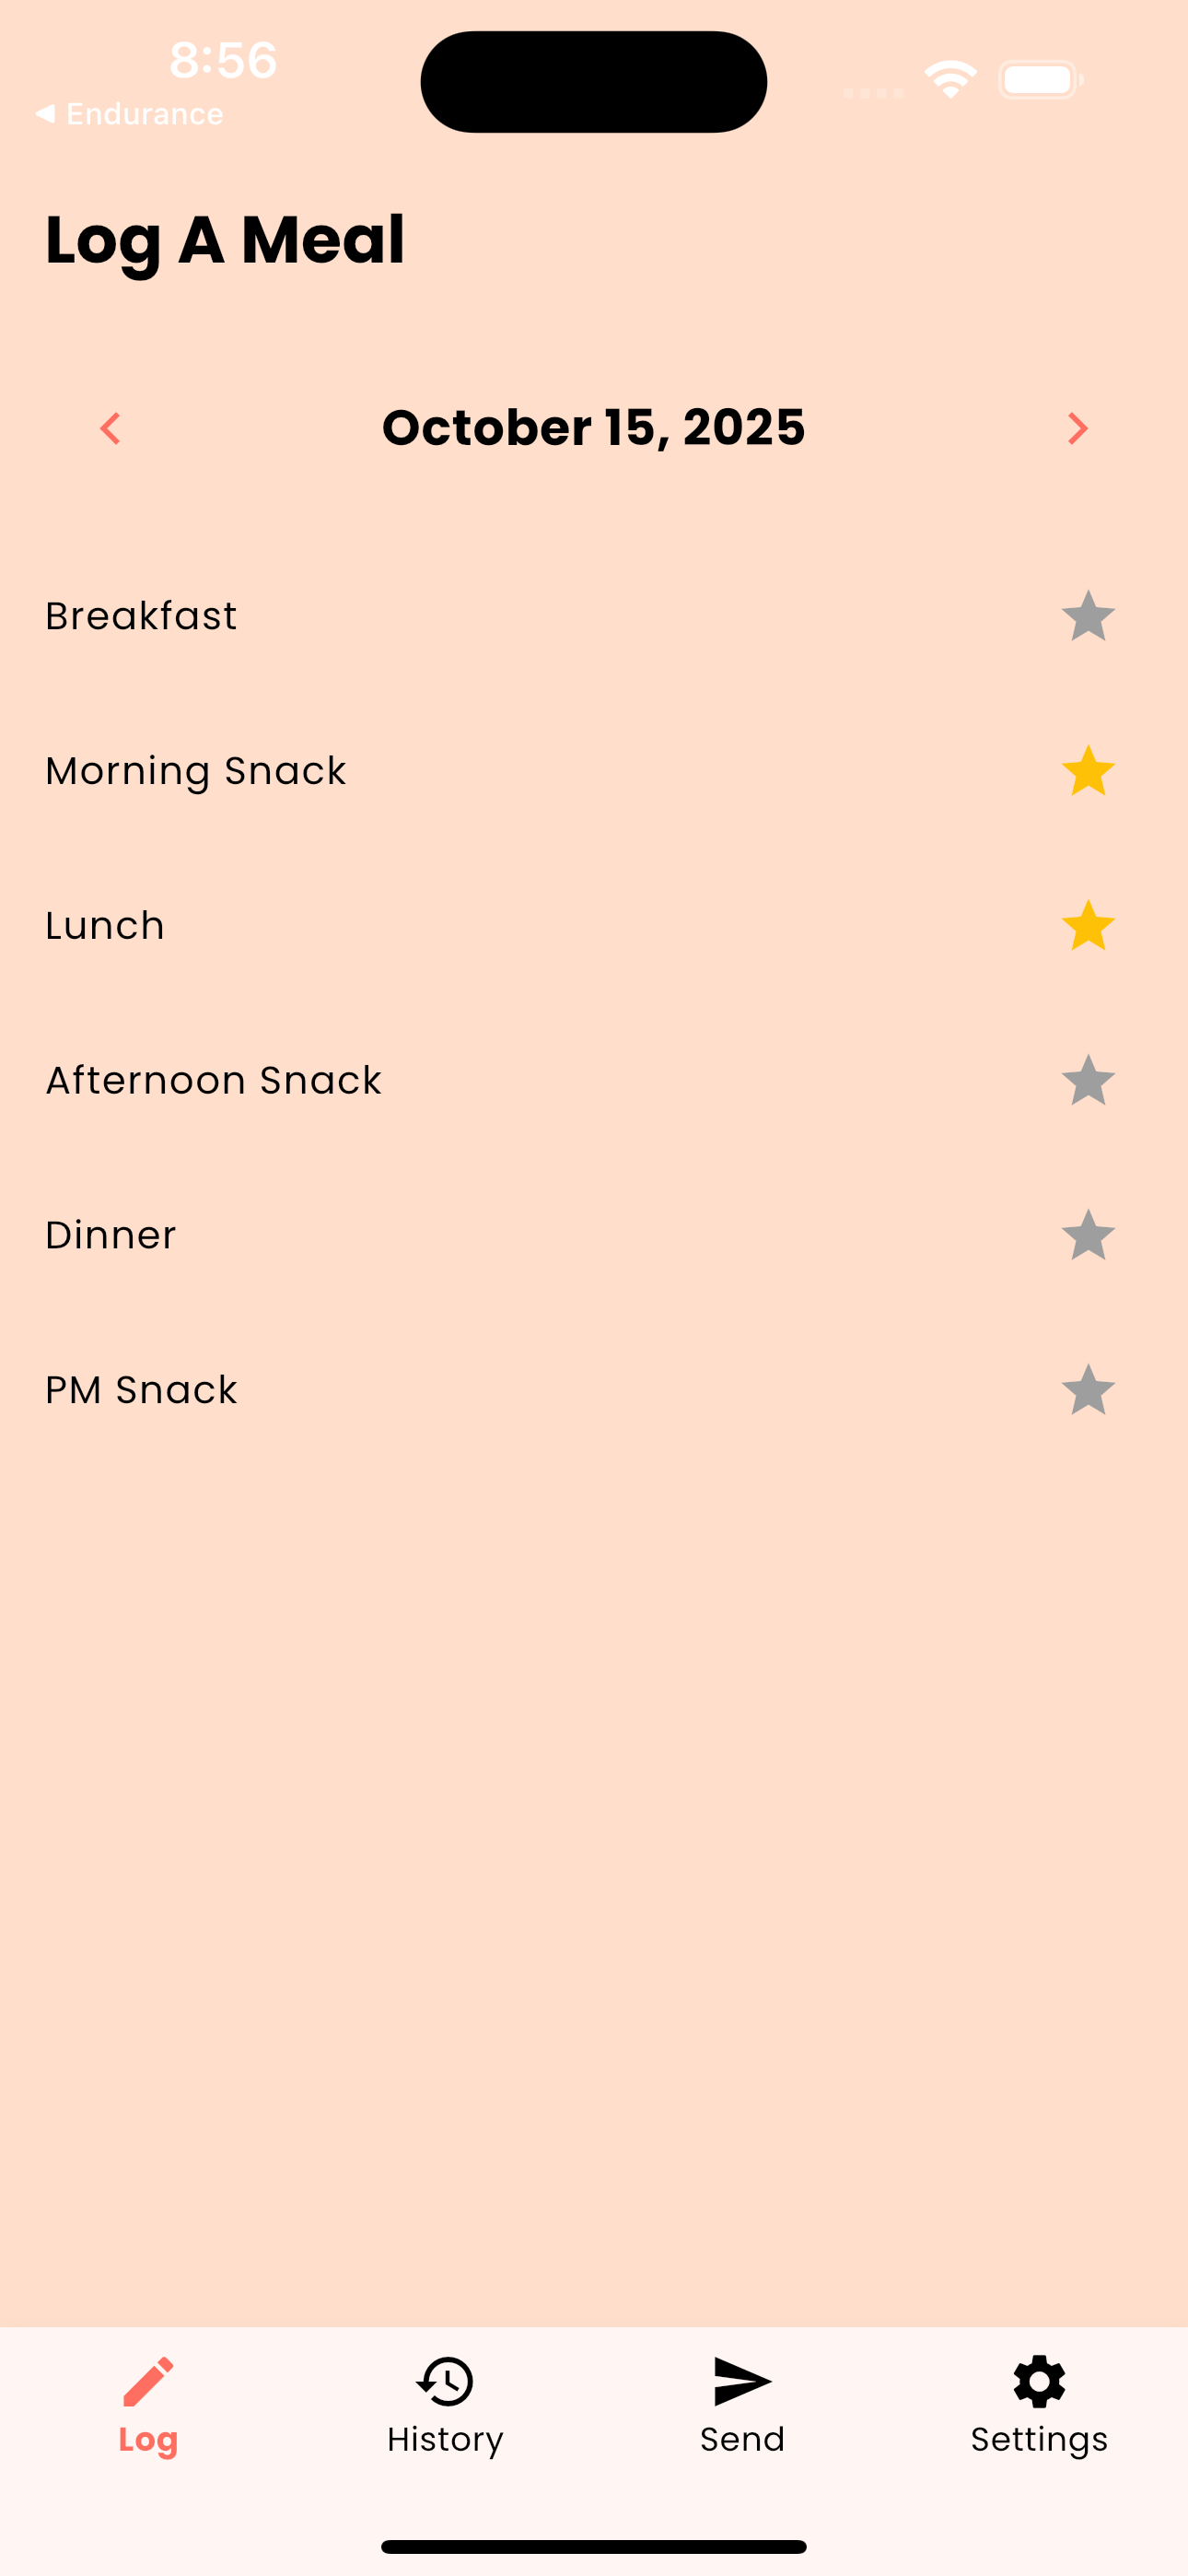 8:56
Endurance
Log A Meal
October 15, 2025
Breakfast
Morning Snack
Lunch
Afternoon Snack
Dinner
PM Snack
Log History Send Settings